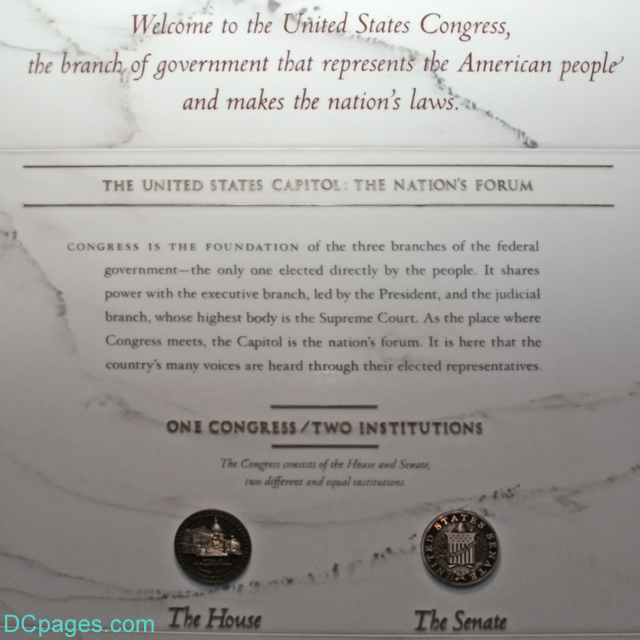 Welcome to the United States Congress,
the branch of government that represents the American people
and makes the nation's laws.
THE UNITED STATES CAPITOL: THE NATION'S FORUM
CONGRESS IS THE FOUNDATION of the three branches of the federal
government—the only one elected directly by the people. It shares
power with the executive branch, led by the President, and the judicial
branch, whose highest body is the Supreme Court. As the place where
Congress meets, the Capitol is the nation's forum. It is here that the
country's many voices are heard through their elected representatives.
ONE CONGRESS/TWO INSTITUTIONS
The Congress consists of the House and Senate,
two different and equal institutions
UNITED STATES SENATE
The House
The Senate
DCpages.com